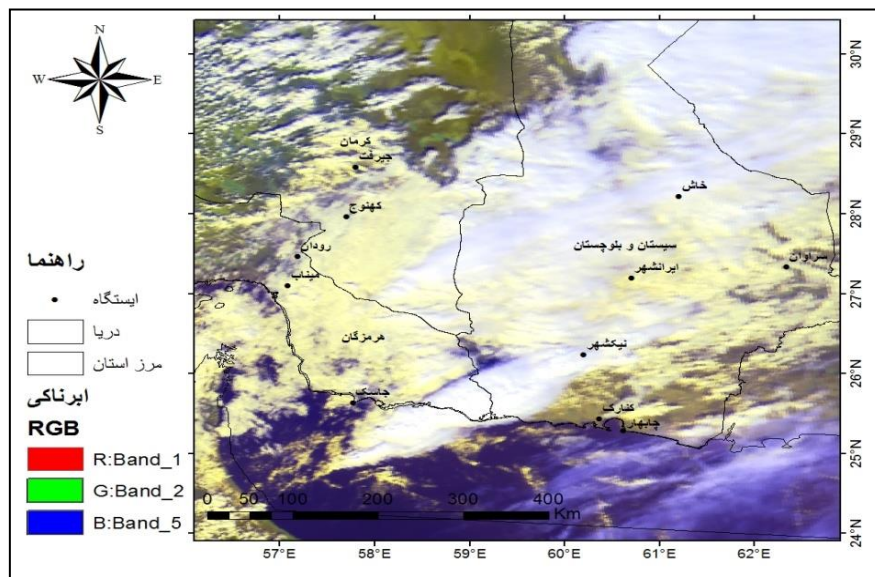 N
W E
S
راهنما
ایستگاه
دریا
مرز استان
ابرناکی
RGB
R:Band_1
G:Band_2
B:Band_5
کرمان
جیرفت
کهنوج
رودان
میناب
هرمزگان
جاسک
خاش
سیستان و بلوچستان
ایرانشهر
سراوان
نیکشهر
کنارک
چابهار
0 50 100 200 300 400
Km
57°E 58°E 59°E 60°E 61°E 62°E
30°N
29°N
28°N
27°N
26°N
25°N
24°N